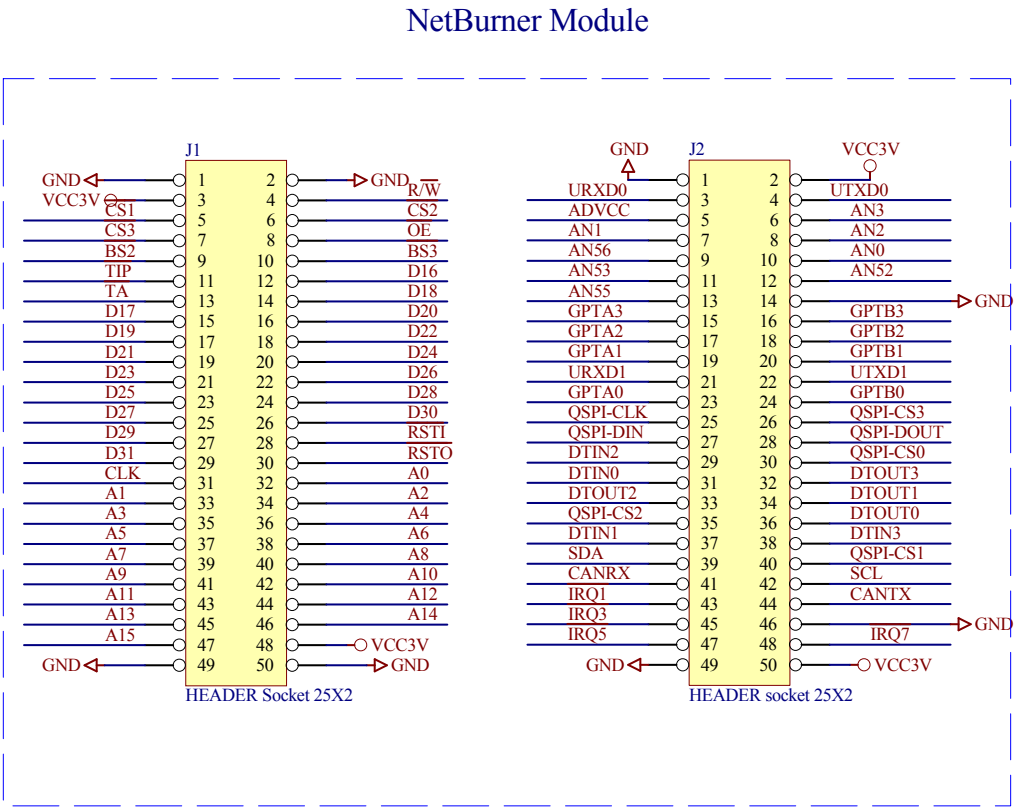 NetBurner Module
J1
GND 1 2 GND
VCC3V 3 4 R/W
CS1 5 6 CS2
CS3 7 8 OE
BS2 9 10 BS3
TIP 11 12 D16
TA 13 14 D18
D17 15 16 D20
D19 17 18 D22
D21 19 20 D24
D23 21 22 D26
D25 23 24 D28
D27 25 26 D30
D29 27 28 RSTI
D31 29 30 RSTO
CLK 31 32 A0
A1 33 34 A2
A3 35 36 A4
A5 37 38 A6
A7 39 40 A8
A9 41 42 A10
A11 43 44 A12
A13 45 46 A14
A15 47 48 VCC3V
GND 49 50 GND
HEADER Socket 25X2
J2
GND 1 2 VCC3V
URXD0 3 4 UTXD0
ADVCC 5 6 AN3
AN1 7 8 AN2
AN56 9 10 AN0
AN53 11 12 AN52
AN55 13 14 GND
GPTA3 15 16 GPTB3
GPTA2 17 18 GPTB2
GPTA1 19 20 GPTB1
URXD1 21 22 UTXD1
GPTA0 23 24 GPTB0
QSPI-CLK 25 26 QSPI-CS3
QSPI-DIN 27 28 QSPI-DOUT
DTIN2 29 30 QSPI-CS0
DTIN0 31 32 DTOUT3
DTOUT2 33 34 DTOUT1
QSPI-CS2 35 36 DTOUT0
DTIN1 37 38 DTIN3
SDA 39 40 QSPI-CS1
CANRX 41 42 SCL
IRQ1 43 44 CANTX
IRQ3 45 46 GND
IRQ5 47 48 IRQ7
GND 49 50 VCC3V
HEADER socket 25X2